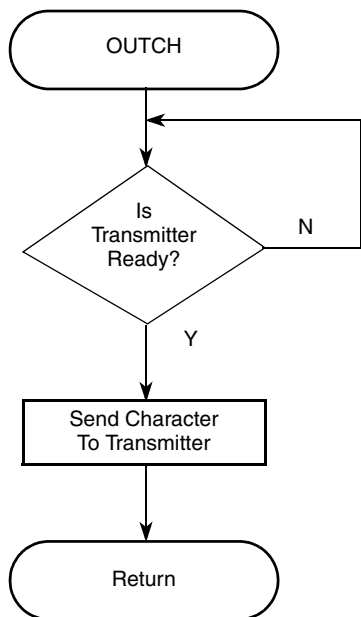 OUTCH
Is
Transmitter
Ready?
N
Y
Send Character
To Transmitter
Return